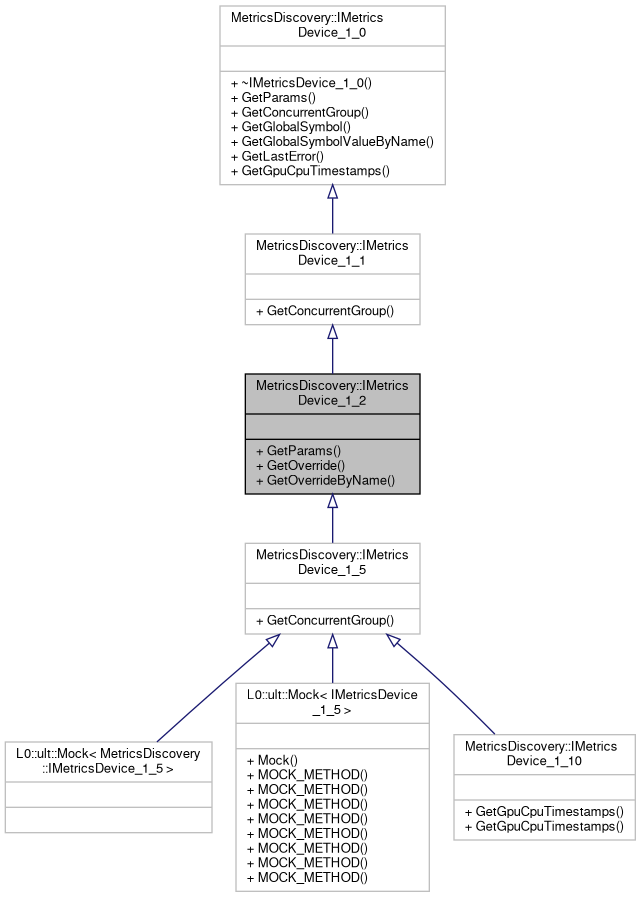 MetricsDiscovery::IMetrics
Device_1_0
+ ~IMetricsDevice_1_0()
+ GetParams()
+ GetConcurrentGroup()
+ GetGlobalSymbol()
+ GetGlobalSymbolValueByName()
+ GetLastError()
+ GetGpuCpuTimestamps()
MetricsDiscovery::IMetrics
Device_1_1
+ GetConcurrentGroup()
MetricsDiscovery::IMetrics
Device_1_2
+ GetParams()
+ GetOverride()
+ GetOverrideByName()
MetricsDiscovery::IMetrics
Device_1_5
+ GetConcurrentGroup()
L0::ult::Mock< MetricsDiscovery
::IMetricsDevice_1_5 >
L0::ult::Mock< IMetricsDevice
_1_5 >
+ Mock()
+ MOCK_METHOD()
+ MOCK_METHOD()
+ MOCK_METHOD()
+ MOCK_METHOD()
+ MOCK_METHOD()
+ MOCK_METHOD()
+ MOCK_METHOD()
+ MOCK_METHOD()
MetricsDiscovery::IMetrics
Device_1_10
+ GetGpuCpuTimestamps()
+ GetGpuCpuTimestamps()